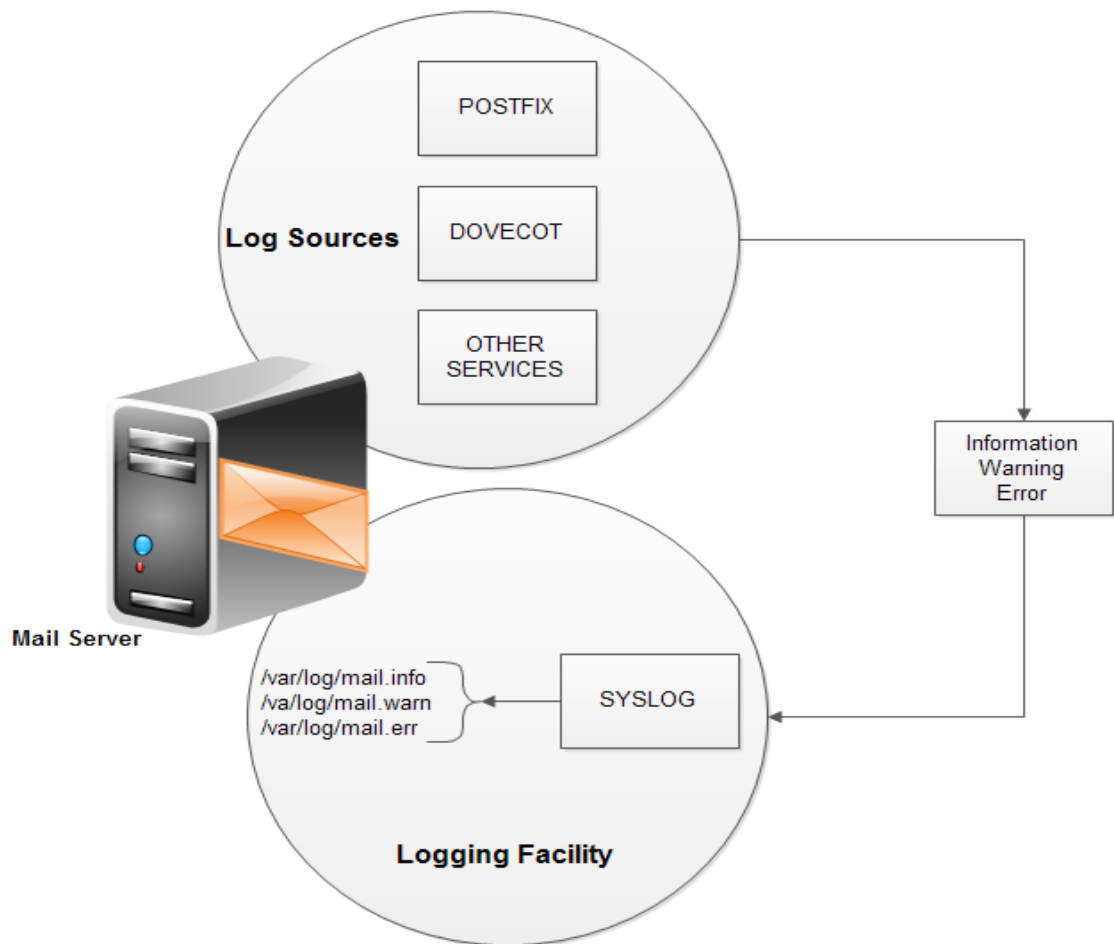 POSTFIX
Log Sources
DOVECOT
OTHER
SERVICES
Information
Warning
Error
Mail Server
/var/log/mail.info
/va/log/mail.warn
/var/log/mail.err
SYSLOG
Logging Facility